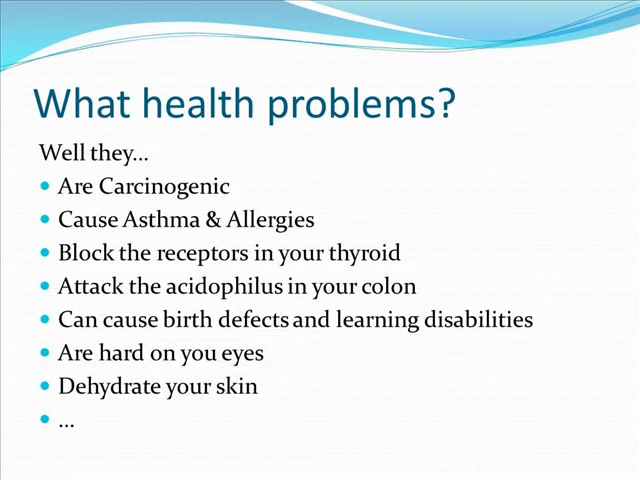 What health problems?
Well they...
• Are Carcinogenic
• Cause Asthma & Allergies
• Block the receptors in your thyroid
• Attack the acidophilus in your colon
• Can cause birth defects and learning disabilities
• Are hard on you eyes
• Dehydrate your skin
• ...